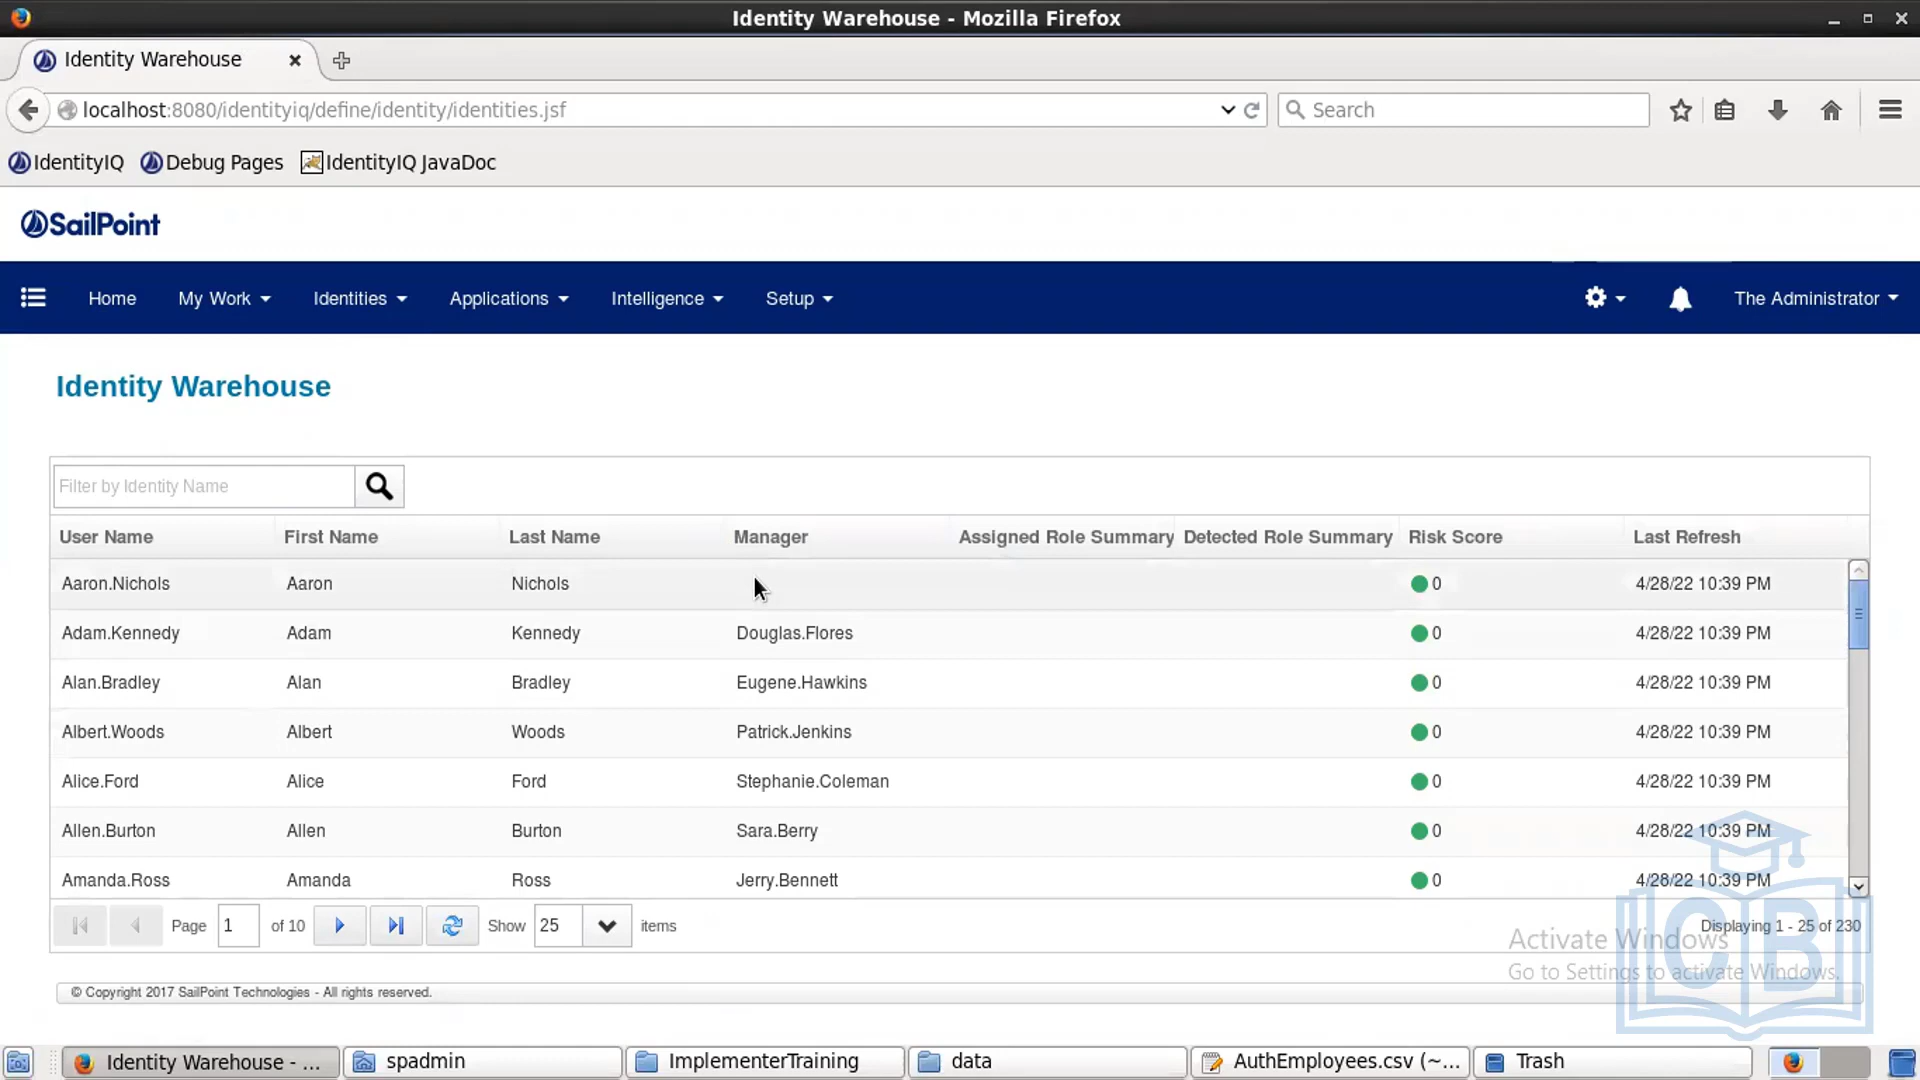 Identity Warehouse - Mozilla Firefox
Identity Warehouse
localhost:8080/identityiq/define/identity/identities.jsf
Search
IdentityIQ Debug Pages IdentityIQ JavaDoc
SailPoint
Home My Work Identities Applications Intelligence Setup The Administrator
Identity Warehouse
Filter by Identity Name
User Name First Name Last Name Manager Assigned Role Summary Detected Role Summary Risk Score Last Refresh
Aaron.Nichols Aaron Nichols 0 4/28/22 10:39 PM
Adam.Kennedy Adam Kennedy Douglas.Flores 0 4/28/22 10:39 PM
Alan.Bradley Alan Bradley Eugene.Hawkins 0 4/28/22 10:39 PM
Albert.Woods Albert Woods Patrick.Jenkins 0 4/28/22 10:39 PM
Alice.Ford Alice Ford Stephanie.Coleman 0 4/28/22 10:39 PM
Allen.Burton Allen Burton Sara.Berry 0 4/28/22 10:39 PM
Amanda.Ross Amanda Ross Jerry.Bennett 0 4/28/22 10:39 PM
Page 1 of 10 Show 25 items Displaying 1 - 25 of 230
Activate Windows
Go to Settings to activate Windows.
CB
© Copyright 2017 SailPoint Technologies - All rights reserved.
Identity Warehouse - ... spadmin ImplementerTraining data AuthEmployees.csv (~... Trash